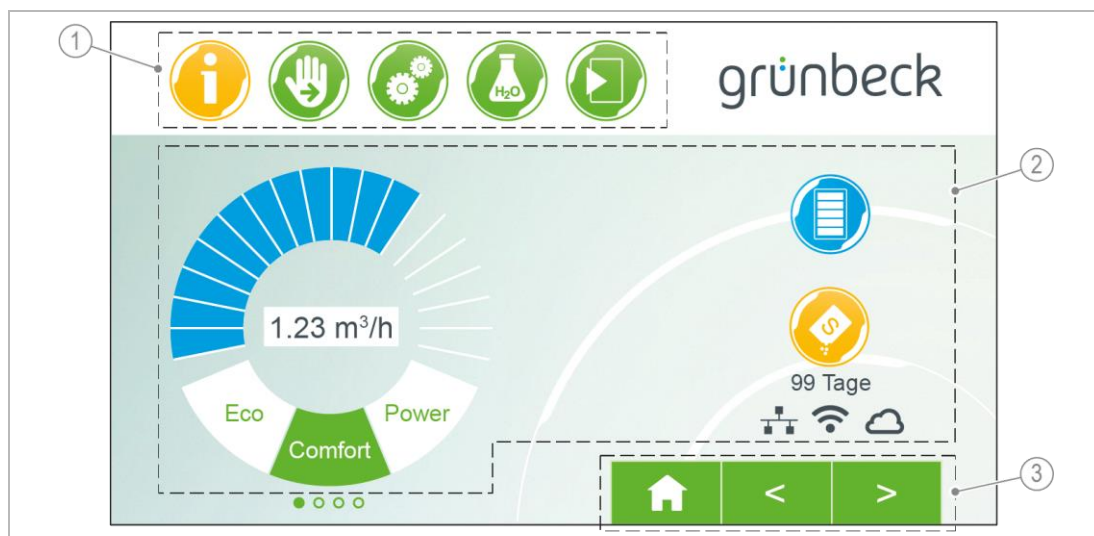 1
i
H₂O
grünbeck
2
1.23 m³/h
S
99 Tage
Eco
Power
Comfort
< >
3